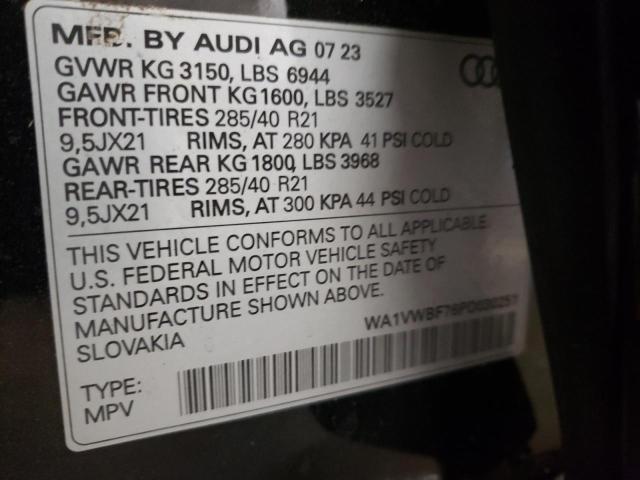 MFD. BY AUDI AG 07 23
GVWR KG 3150, LBS 6944
GAWR FRONT KG 1600, LBS 3527
FRONT-TIRES 285/40 R21
9,5JX21 RIMS, AT 280 KPA 41 PSI COLD
GAWR REAR KG 1800, LBS 3968
REAR-TIRES 285/40 R21
9,5JX21 RIMS, AT 300 KPA 44 PSI COLD
THIS VEHICLE CONFORMS TO ALL APPLICABLE
U.S. FEDERAL MOTOR VEHICLE SAFETY
STANDARDS IN EFFECT ON THE DATE OF
MANUFACTURE SHOWN ABOVE.
SLOVAKIA
TYPE:
MPV